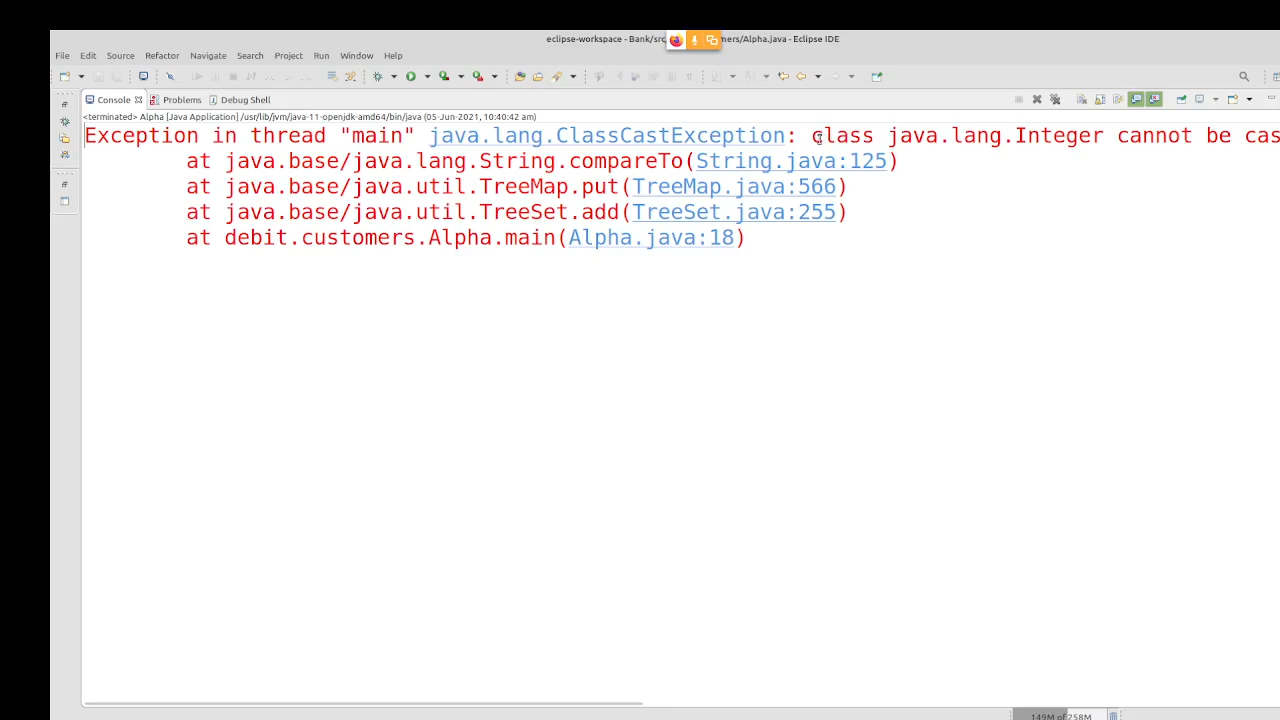 eclipse-workspace - Bank/src mers/Alpha.java - Eclipse IDE
File Edit Source Refactor Navigate Search Project Run Window Help
Console Problems Debug Shell
<terminated> Alpha [Java Application] /usr/lib/jvm/java-11-openjdk-amd64/bin/java (05-Jun-2021, 10:40:42 am)
Exception in thread "main" java.lang.ClassCastException: class java.lang.Integer cannot be cas
at java.base/java.lang.String.compareTo(String.java:125)
at java.base/java.util.TreeMap.put(TreeMap.java:566)
at java.base/java.util.TreeSet.add(TreeSet.java:255)
at debit.customers.Alpha.main(Alpha.java:18)
149M of 258M